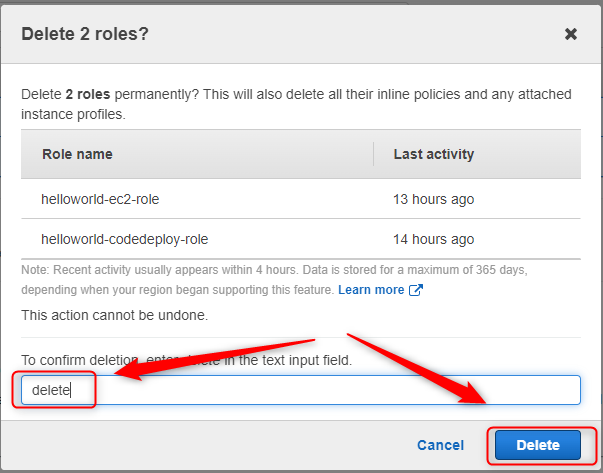 Delete 2 roles?
Delete 2 roles permanently? This will also delete all their inline policies and any attached
instance profiles.
Role name Last activity
helloworld-ec2-role 13 hours ago
helloworld-codedeploy-role 14 hours ago
Note: Recent activity usually appears within 4 hours. Data is stored for a maximum of 365 days,
depending when your region began supporting this feature. Learn more
This action cannot be undone.
To confirm deletion, enter delete in the text input field.
delete
Cancel Delete